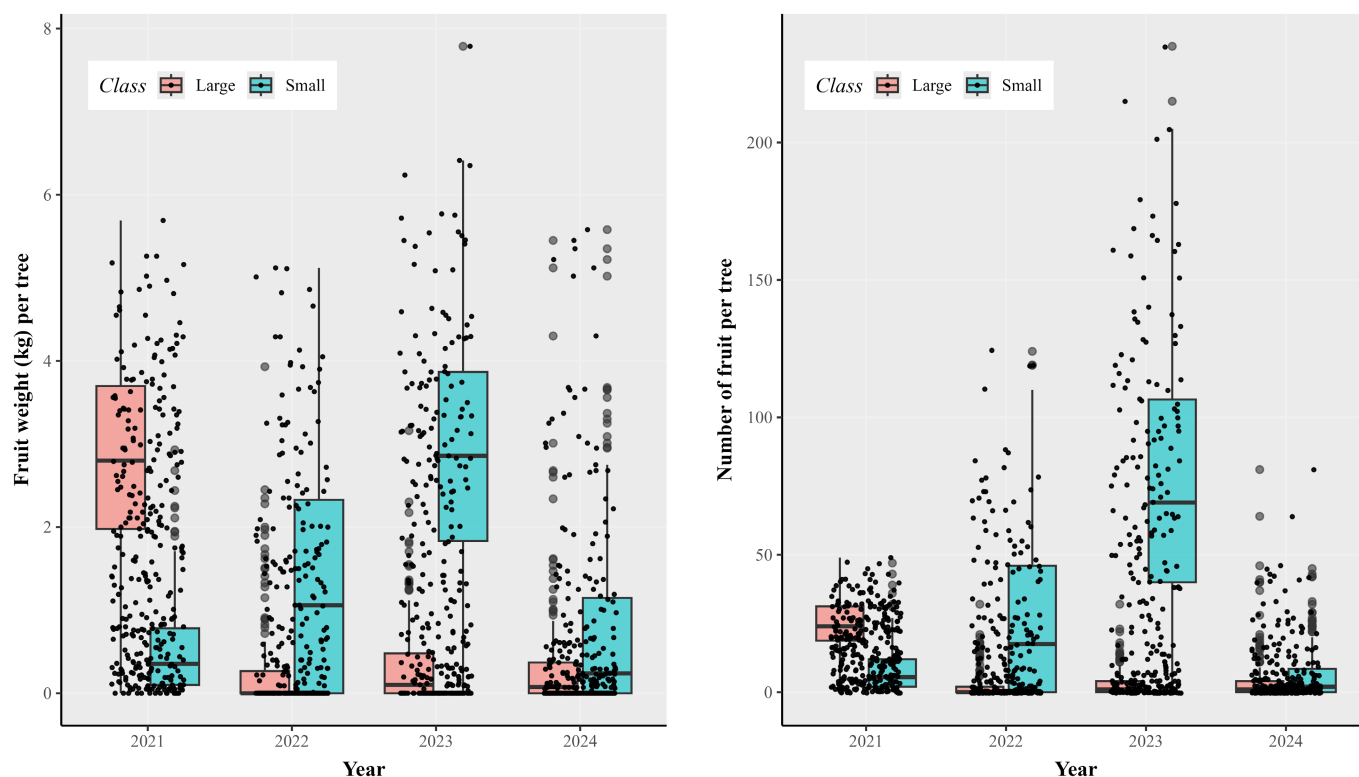 Fruit weight (kg) per tree
8
6
4
2
0
Class Large Small
2021 2022 2023 2024
Year
Number of fruit per tree
200
150
100
50
0
Class Large Small
2021 2022 2023 2024
Year